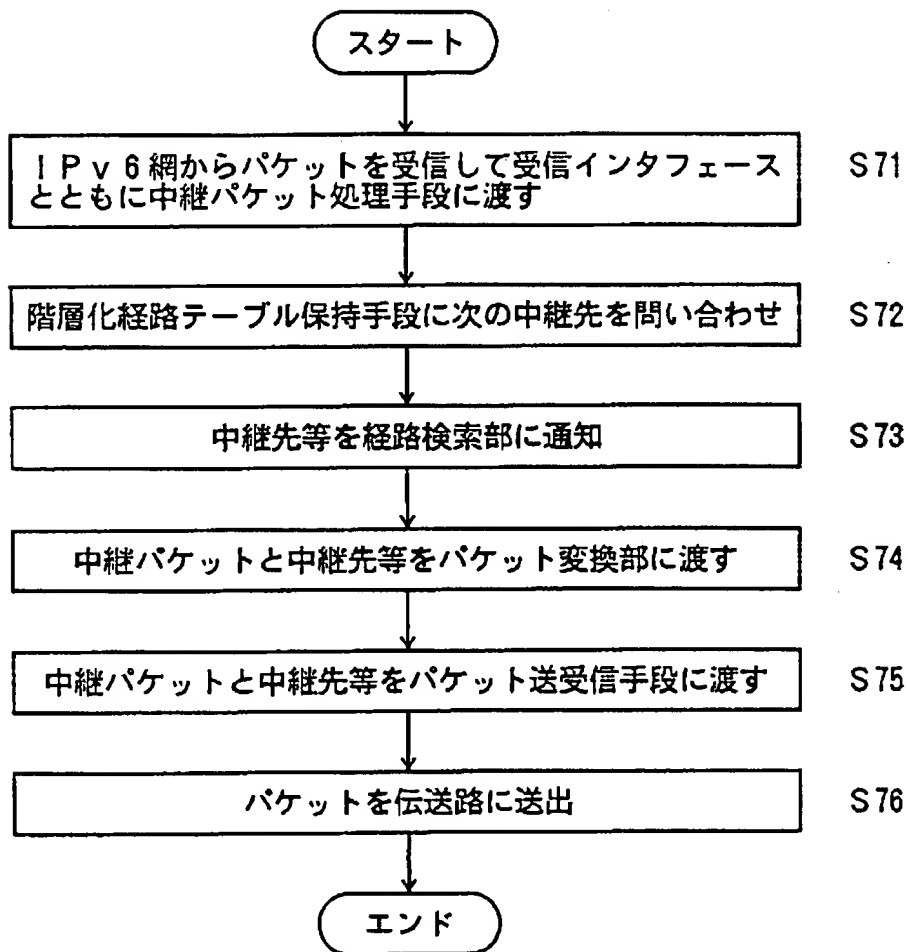 スタート
IPv6網からパケットを受信して受信インタフェース
とともに中継パケット処理手段に渡す
S71
階層化経路テーブル保持手段に次の中継先を問い合わせ
S72
中継先等を経路検索部に通知
S73
中継パケットと中継先等をパケット変換部に渡す
S74
中継パケットと中継先等をパケット送受信手段に渡す
S75
パケットを伝送路に送出
S76
エンド